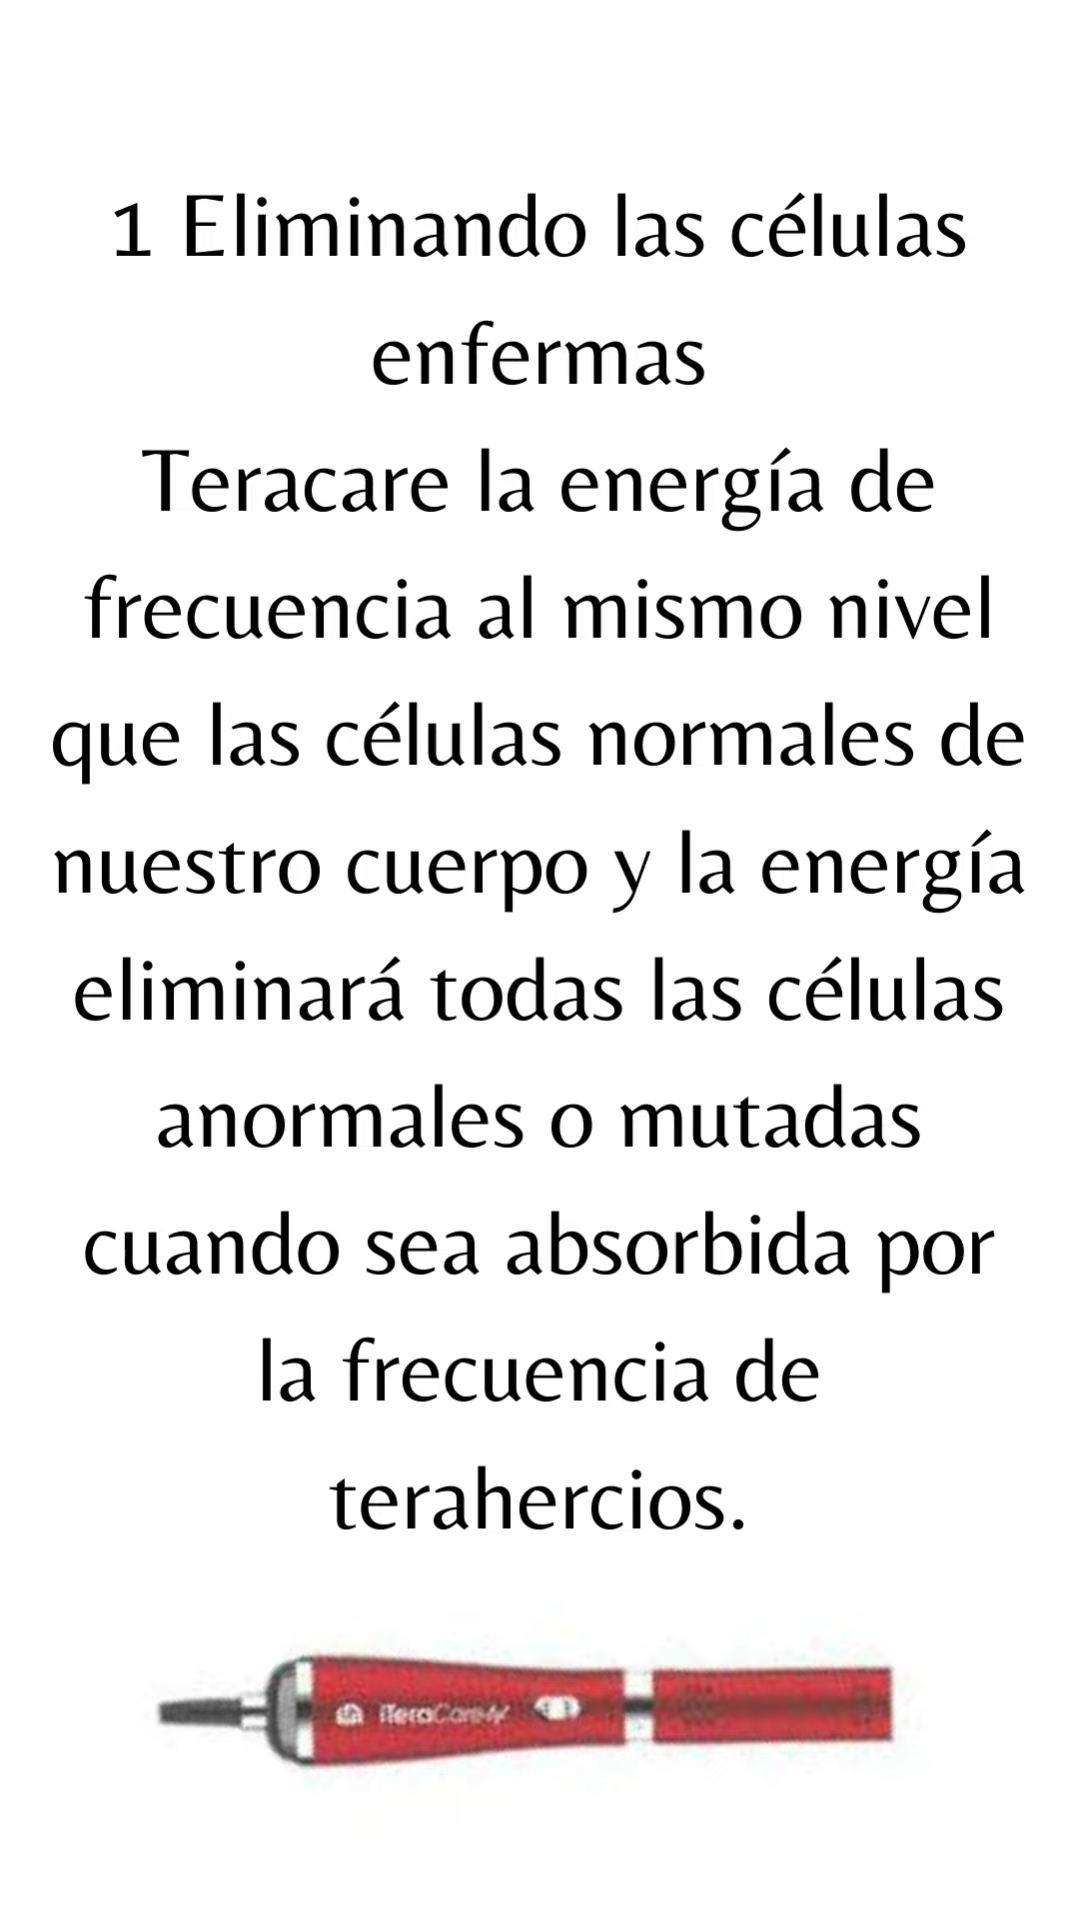 1 Eliminando las células
enfermas
Teracare la energía de
frecuencia al mismo nivel
que las células normales de
nuestro cuerpo y la energía
eliminará todas las células
anormales o mutadas
cuando sea absorbida por
la frecuencia de
terahercios.
iTeraCare